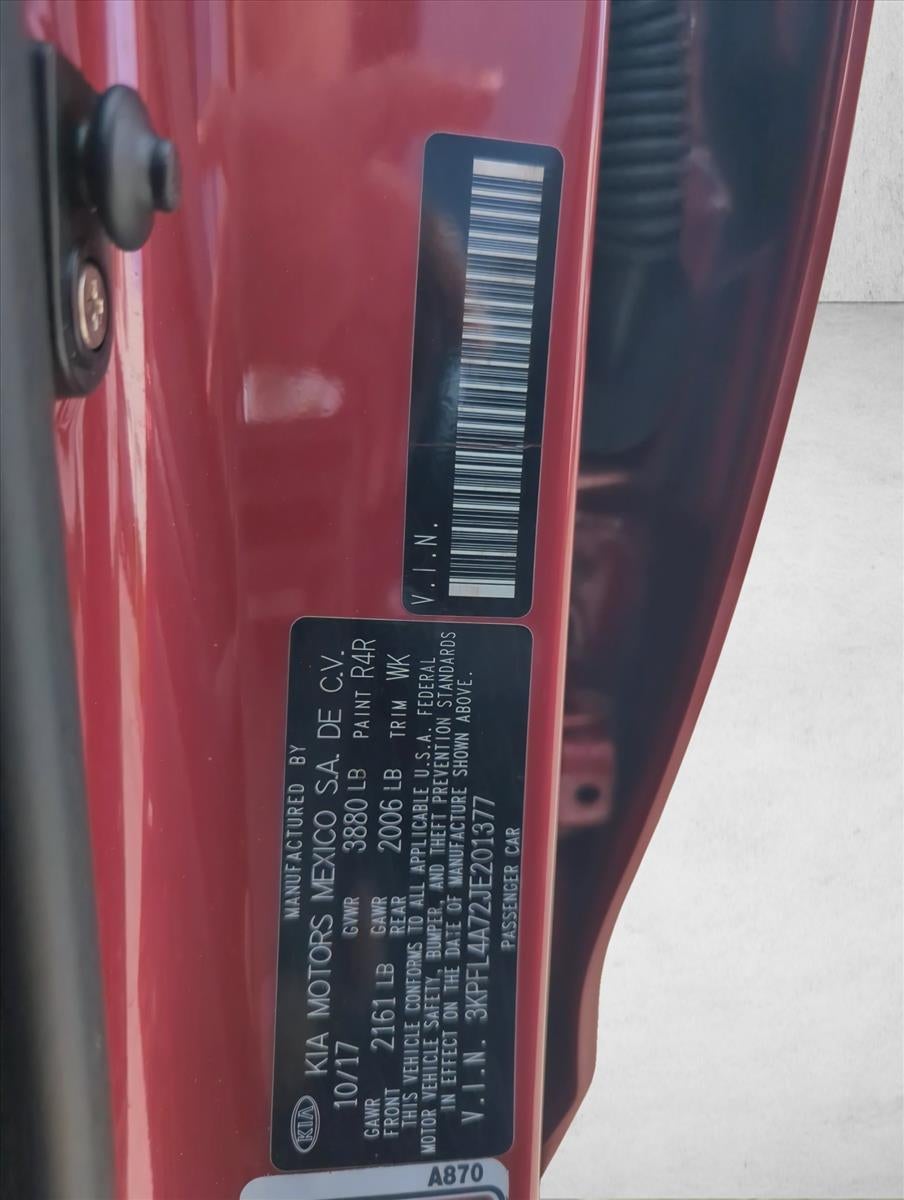 V.I.N.
MANUFACTURED BY
KIA KIA MOTORS MEXICO S.A. DE C.V.
10/17 GVWR 3880 LB PAINT R4R
GAWR FRONT 2161 LB GAWR REAR 2006 LB TRIM WK
THIS VEHICLE CONFORMS TO ALL APPLICABLE U.S.A. FEDERAL
MOTOR VEHICLE SAFETY, BUMPER, AND THEFT PREVENTION STANDARDS
IN EFFECT ON THE DATE OF MANUFACTURE SHOWN ABOVE.
V.I.N. 3KPFL4A72JE201377
PASSENGER CAR
A870